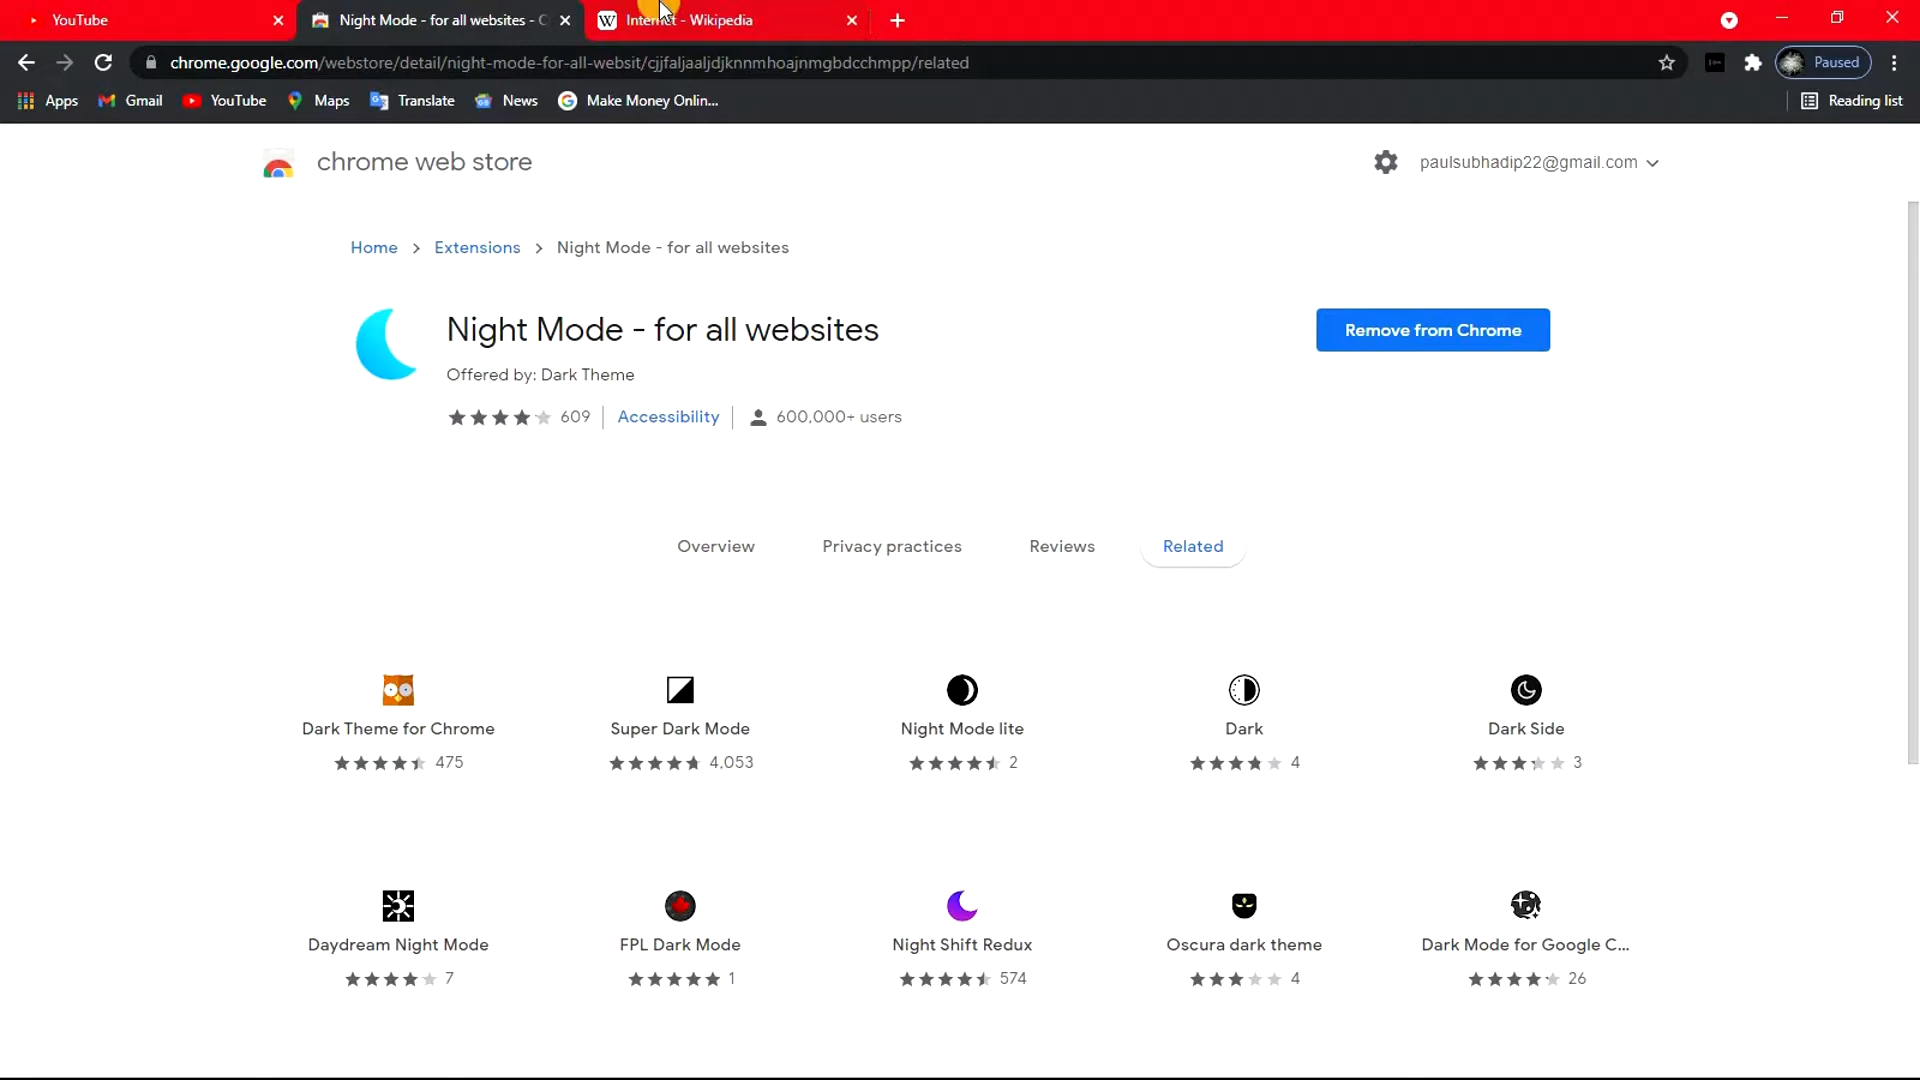 YouTube
Night Mode - for all websites - C
Internet - Wikipedia
chrome.google.com/webstore/detail/night-mode-for-all-websit/cjjfaljaaljdjknnmhoajnmgbdcchmpp/related
Paused
Apps
Gmail
YouTube
Maps
Translate
News
Make Money Onlin...
Reading list
chrome web store
paulsubhadip22@gmail.com
Home > Extensions > Night Mode - for all websites
Night Mode - for all websites
Remove from Chrome
Offered by: Dark Theme
609 | Accessibility | 600,000+ users
Overview
Privacy practices
Reviews
Related
Dark Theme for Chrome
475
Super Dark Mode
4,053
Night Mode lite
2
Dark
4
Dark Side
3
Daydream Night Mode
7
FPL Dark Mode
1
Night Shift Redux
574
Oscura dark theme
4
Dark Mode for Google C...
26